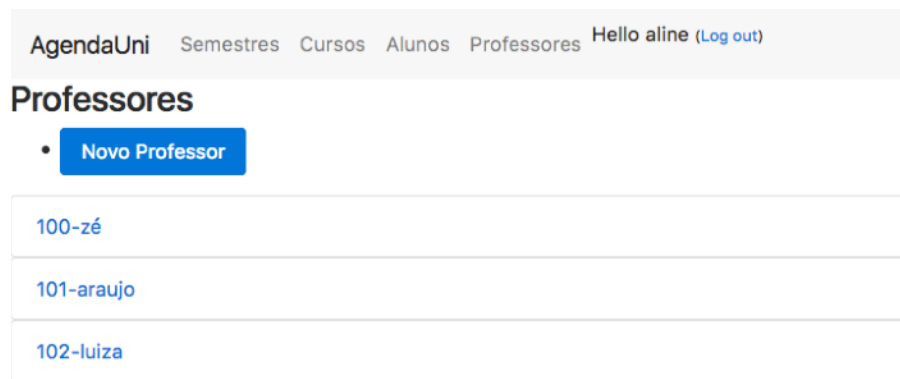 AgendaUni Semestres Cursos Alunos Professores Hello aline (Log out)
Professores
Novo Professor
100-zé
101-araujo
102-luiza